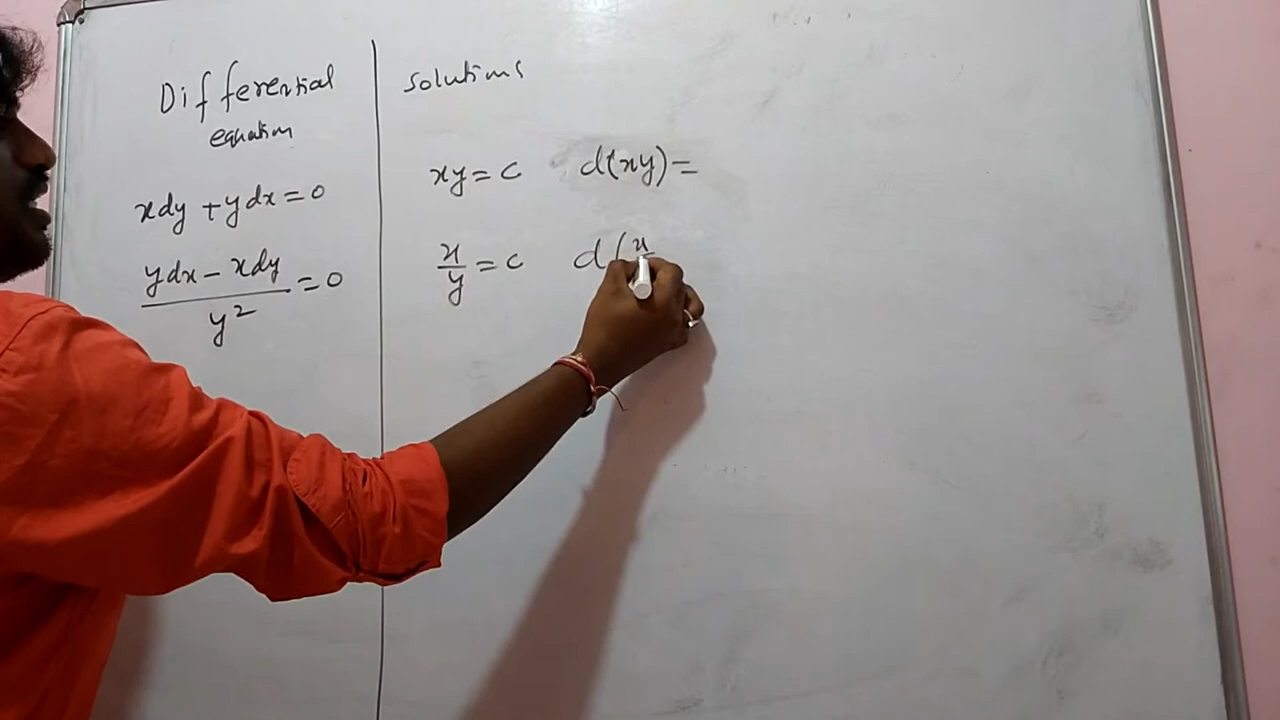 Differential
equation
xdy + ydx = 0
ydx - xdy
y² = 0
Solutions
xy = c d(xy) =
x/y = c d(x